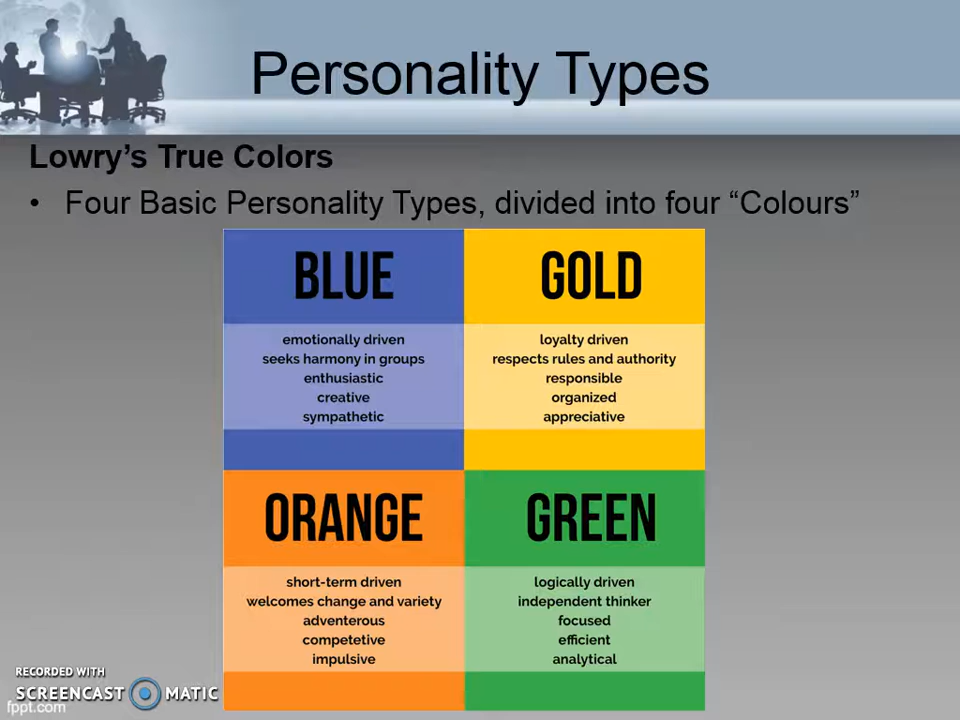 Personality Types
Lowry's True Colors
• Four Basic Personality Types, divided into four “Colours”
BLUE
emotionally driven
seeks harmony in groups
enthusiastic
creative
sympathetic
GOLD
loyalty driven
respects rules and authority
responsible
organized
appreciative
ORANGE
short-term driven
welcomes change and variety
adventerous
competetive
impulsive
GREEN
logically driven
independent thinker
focused
efficient
analytical
RECORDED WITH
SCREENCAST MATIC
fppt.com